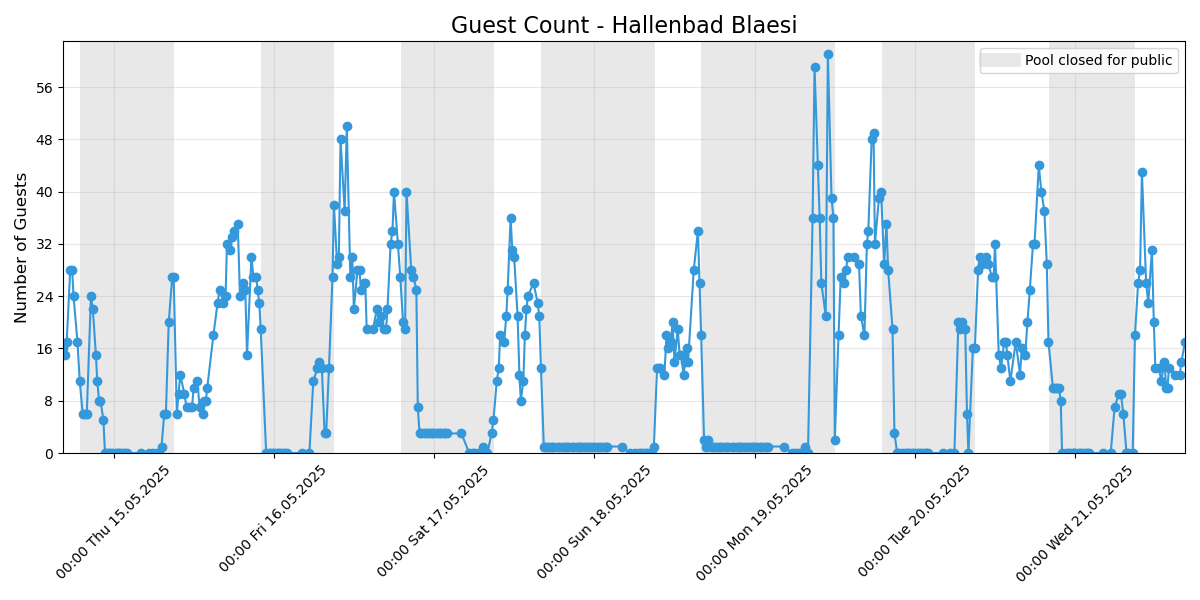 Guest Count - Hallenbad Blaesi
Pool closed for public
Number of Guests
56
48
40
32
24
16
8
0
00:00 Thu 15.05.2025
00:00 Fri 16.05.2025
00:00 Sat 17.05.2025
00:00 Sun 18.05.2025
00:00 Mon 19.05.2025
00:00 Tue 20.05.2025
00:00 Wed 21.05.2025